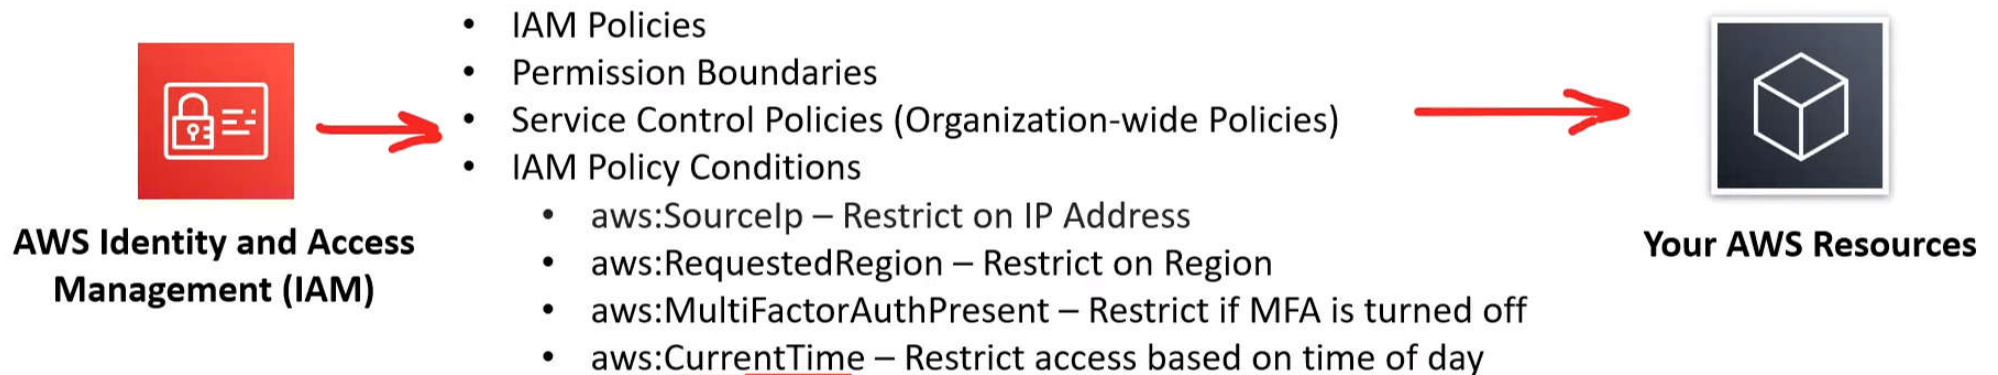 • IAM Policies
• Permission Boundaries
• Service Control Policies (Organization-wide Policies)
• IAM Policy Conditions
• aws:SourceIp – Restrict on IP Address
• aws:RequestedRegion – Restrict on Region
• aws:MultiFactorAuthPresent – Restrict if MFA is turned off
• aws:CurrentTime – Restrict access based on time of day
AWS Identity and Access
Management (IAM)
Your AWS Resources